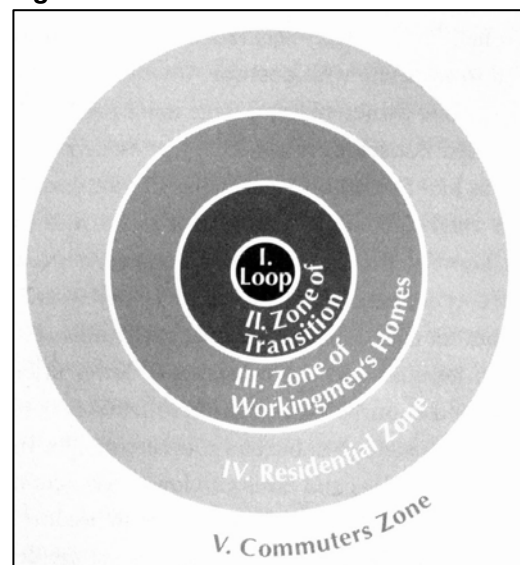 I.
Loop
II. Zone of
Transition
III. Zone of
Workingmen's Homes
IV. Residential Zone
V. Commuters Zone